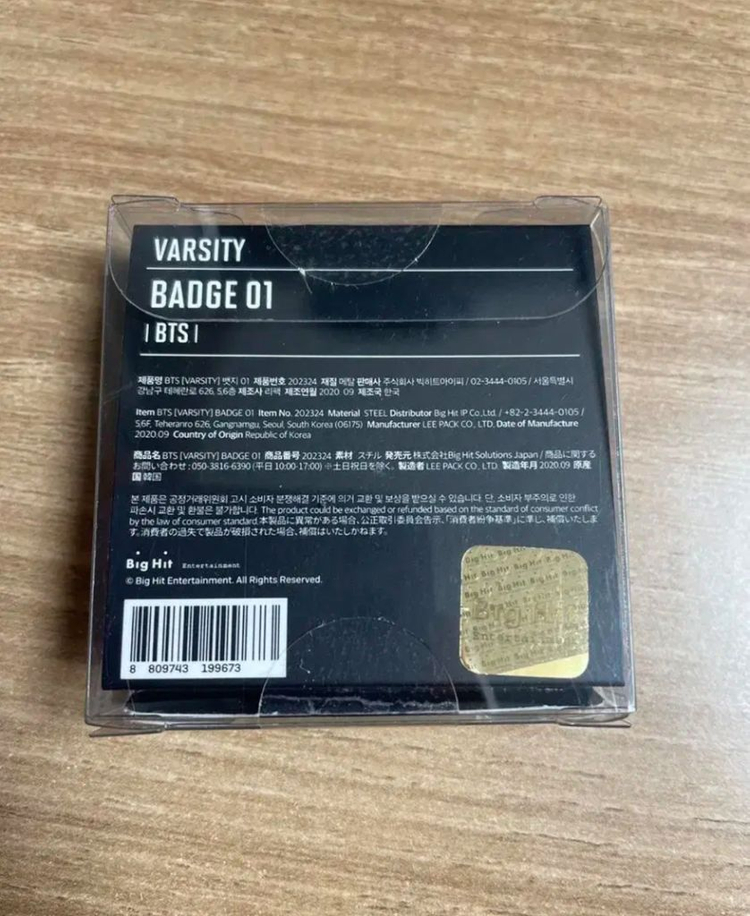 VARSITY
BADGE 01
| BTS |
제품명 BTS [VARSITY] 뱃지 01 제품번호 202324 재질 메탈 판매사 주식회사 빅히트아이피 / 02-3444-0105 / 서울특별시
강남구 테헤란로 626, 5,6층 제조사 리팩 제조연월 2020. 09 제조국 한국
Item BTS [VARSITY] BADGE 01 Item No. 202324 Material STEEL Distributor Big Hit IP Co.,Ltd. / +82-2-3444-0105 /
5,6F, Teheranro 626, Gangnamgu, Seoul, South Korea (06175) Manufacturer LEE PACK CO., LTD. Date of Manufacture
2020.09 Country of Origin Republic of Korea
商品名 BTS [VARSITY] BADGE 01 商品番号 202324 素材 スチル 発売元 株式会社Big Hit Solutions Japan / 商品に関する
お問い合わせ : 050-3816-6390 (平日 10:00-17:00) ※土日祝日を除く。 製造者 LEE PACK CO., LTD. 製造年月 2020.09 原産
国 韓国
본 제품은 공정거래위원회 고시 소비자 분쟁해결 기준에 의거 교환 및 보상을 받으실 수 있습니다. 단, 소비자 부주의로 인한
파손시 교환 및 환불은 불가합니다. The product could be exchanged or refunded based on the standard of consumer conflict
by the law of consumer standard. 本製品に異常がある場合、公正取引委員会告示、「消費者紛争基準」に準し、補償いたしま
す。消費者の過失で製品が破損された場合、補償はいたしかねます。
Big Hit Entertainment
© Big Hit Entertainment. All Rights Reserved.
Big Hit
Entertai
8 809743 199673